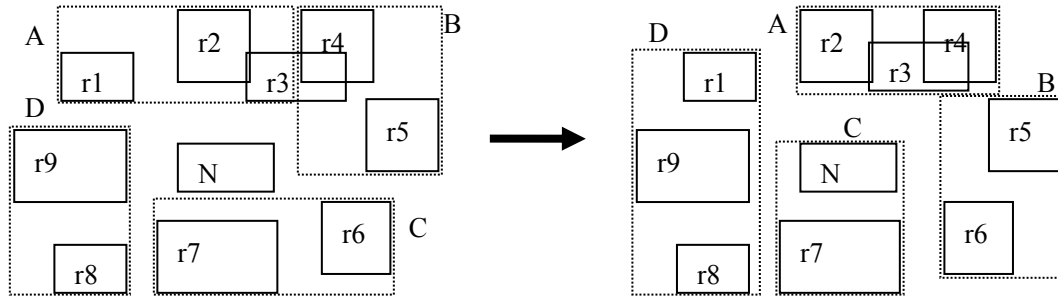 A r2 r4 B
r1 r3
D r5
r9 N
r7 r6 C
r8
D A r2 r4
r1 r3 B
C r5
r9 N
r7 r6
r8